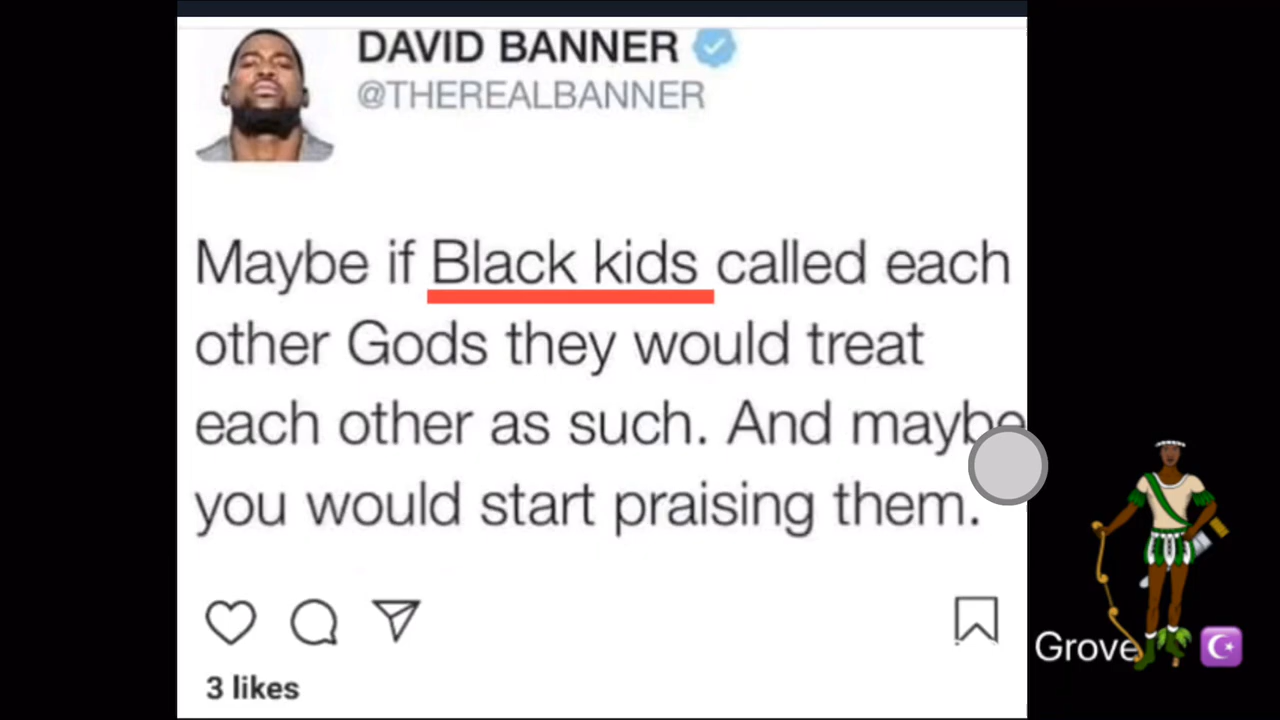 DAVID BANNER
@THEREALBANNER
Maybe if Black kids called each
other Gods they would treat
each other as such. And maybe
you would start praising them.
3 likes
Grove